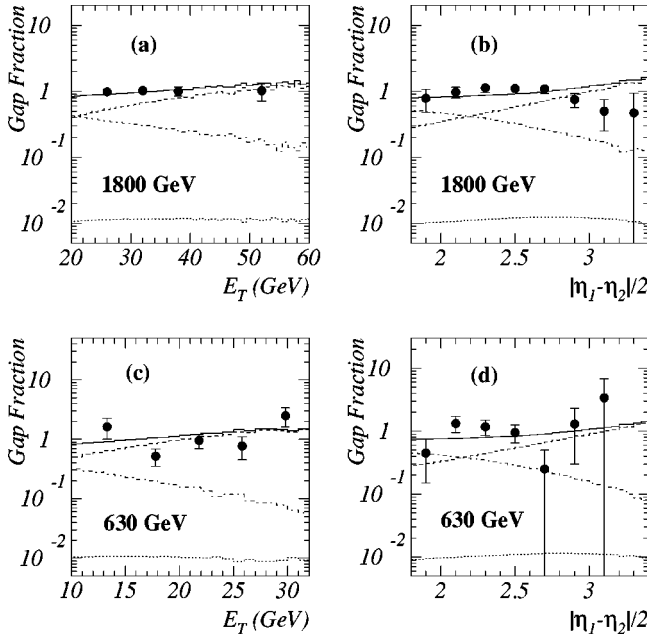 Gap Fraction
10
1
10 -1
10 -2
(a)
1800 GeV
20 30 40 50 60
E_T (GeV)
Gap Fraction
10
1
10 -1
10 -2
(b)
1800 GeV
2 2.5 3
|η1-η2|/2
Gap Fraction
10
1
10 -1
10 -2
(c)
630 GeV
10 15 20 25 30
E_T (GeV)
Gap Fraction
10
1
10 -1
10 -2
(d)
630 GeV
2 2.5 3
|η1-η2|/2